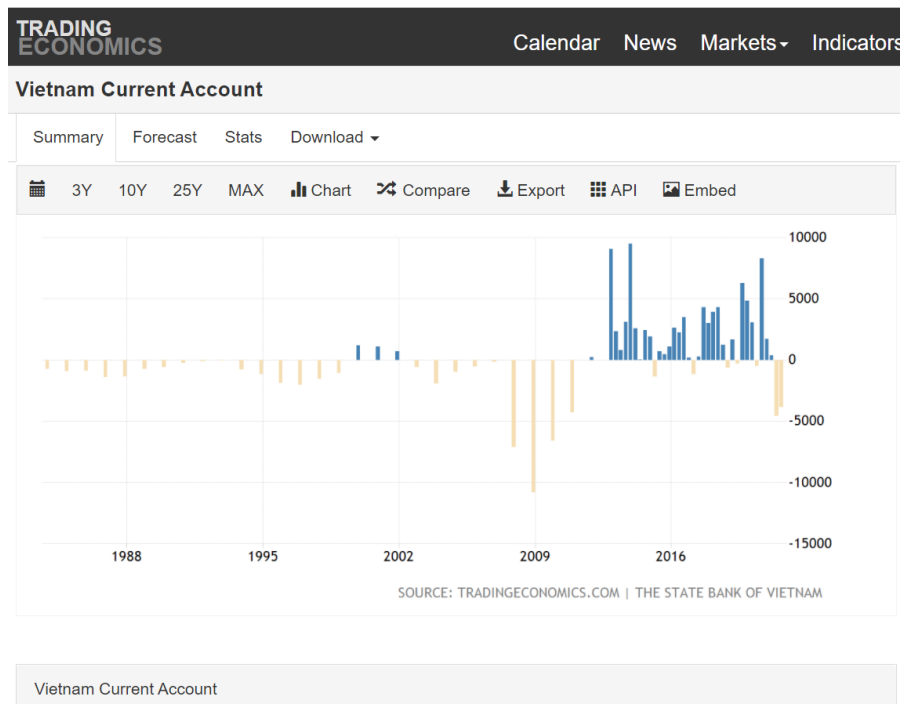 TRADING
ECONOMICS
Calendar News Markets Indicators
Vietnam Current Account
Summary Forecast Stats Download
3Y 10Y 25Y MAX Chart Compare Export API Embed
10000
5000
0
-5000
-10000
-15000
1988 1995 2002 2009 2016
SOURCE: TRADINGECONOMICS.COM | THE STATE BANK OF VIETNAM
Vietnam Current Account